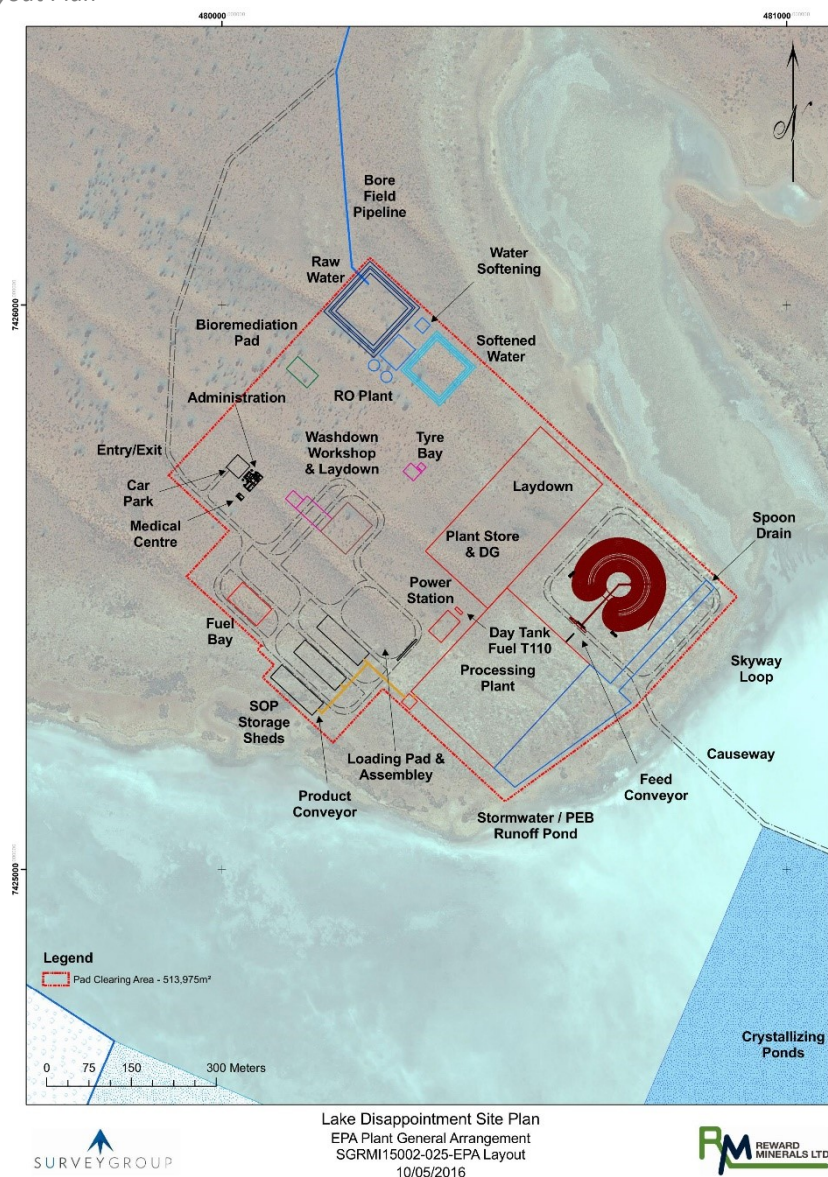 480000
481000
7426000
7425000
N
Bore
Field
Pipeline
Raw
Water
Water
Softening
Bioremediation
Pad
Softened
Water
Administration
RO Plant
Entry/Exit
Washdown
Workshop
& Laydown
Tyre
Bay
Car
Park
Laydown
Medical
Centre
Plant Store
& DG
Spoon
Drain
Power
Station
Fuel
Bay
Day Tank
Fuel T110
Processing
Plant
Skyway
Loop
SOP
Storage
Sheds
Causeway
Loading Pad &
Assembley
Feed
Conveyor
Product
Conveyor
Stormwater / PEB
Runoff Pond
Legend
Pad Clearing Area - 513,975m²
Crystallizing
Ponds
0 75 150 300 Meters
Lake Disappointment Site Plan
EPA Plant General Arrangement
SGRMI15002-025-EPA Layout
10/05/2016
SURVEYGROUP
RM REWARD
MINERALS LTD